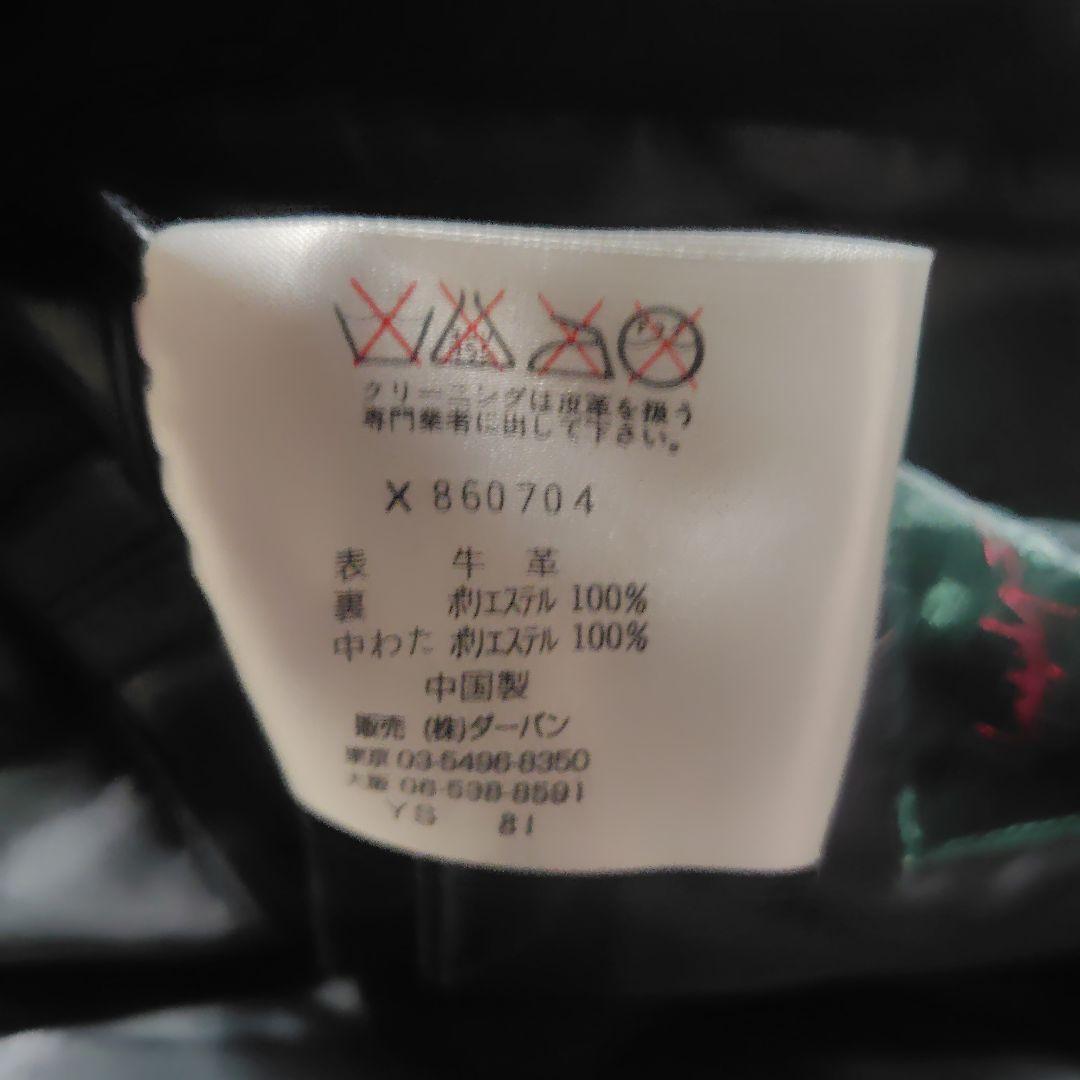 クリーニングは皮革を扱う
専門業者に出して下さい。
X 860704
表 牛革
裏 ポリエステル 100%
中わた ポリエステル 100%
中国製
販売 (株)ダーバン
東京 03-5496-8350
大阪 06-538-8591
YS 81